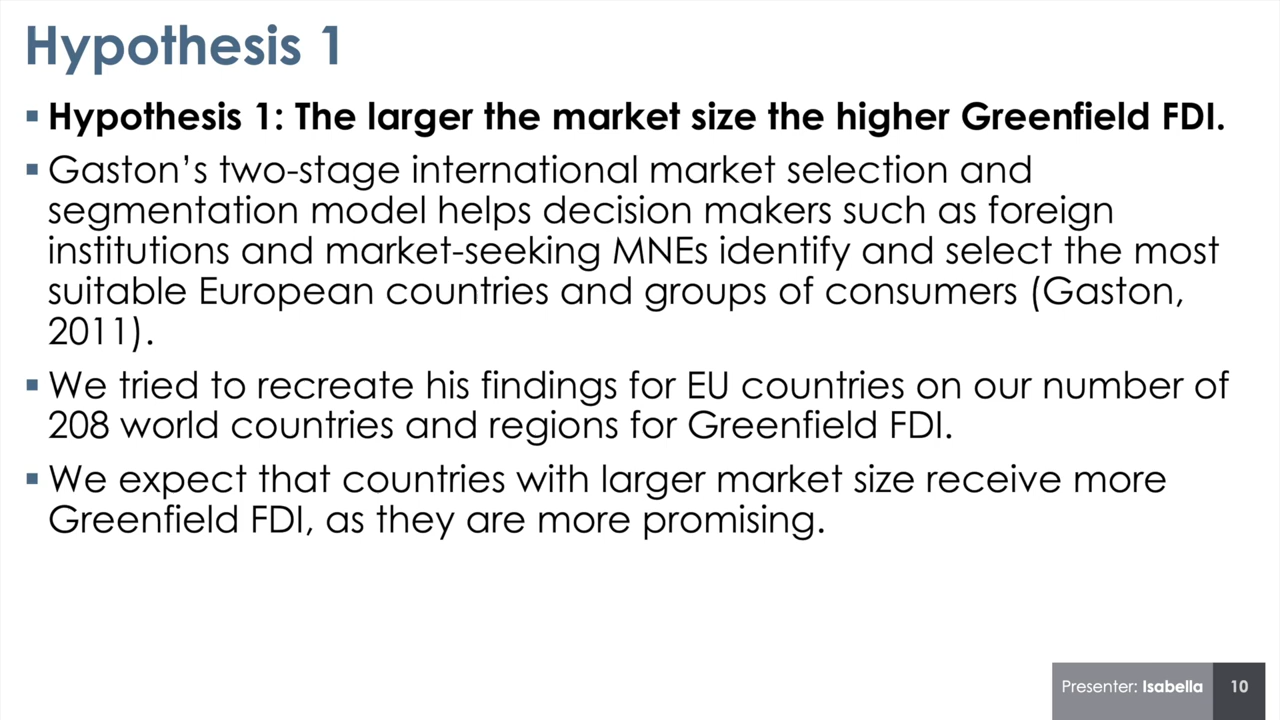 Hypothesis 1
▪ Hypothesis 1: The larger the market size the higher Greenfield FDI.
▪ Gaston’s two-stage international market selection and
segmentation model helps decision makers such as foreign
institutions and market-seeking MNEs identify and select the most
suitable European countries and groups of consumers (Gaston,
2011).
▪ We tried to recreate his findings for EU countries on our number of
208 world countries and regions for Greenfield FDI.
▪ We expect that countries with larger market size receive more
Greenfield FDI, as they are more promising.
Presenter: Isabella 10